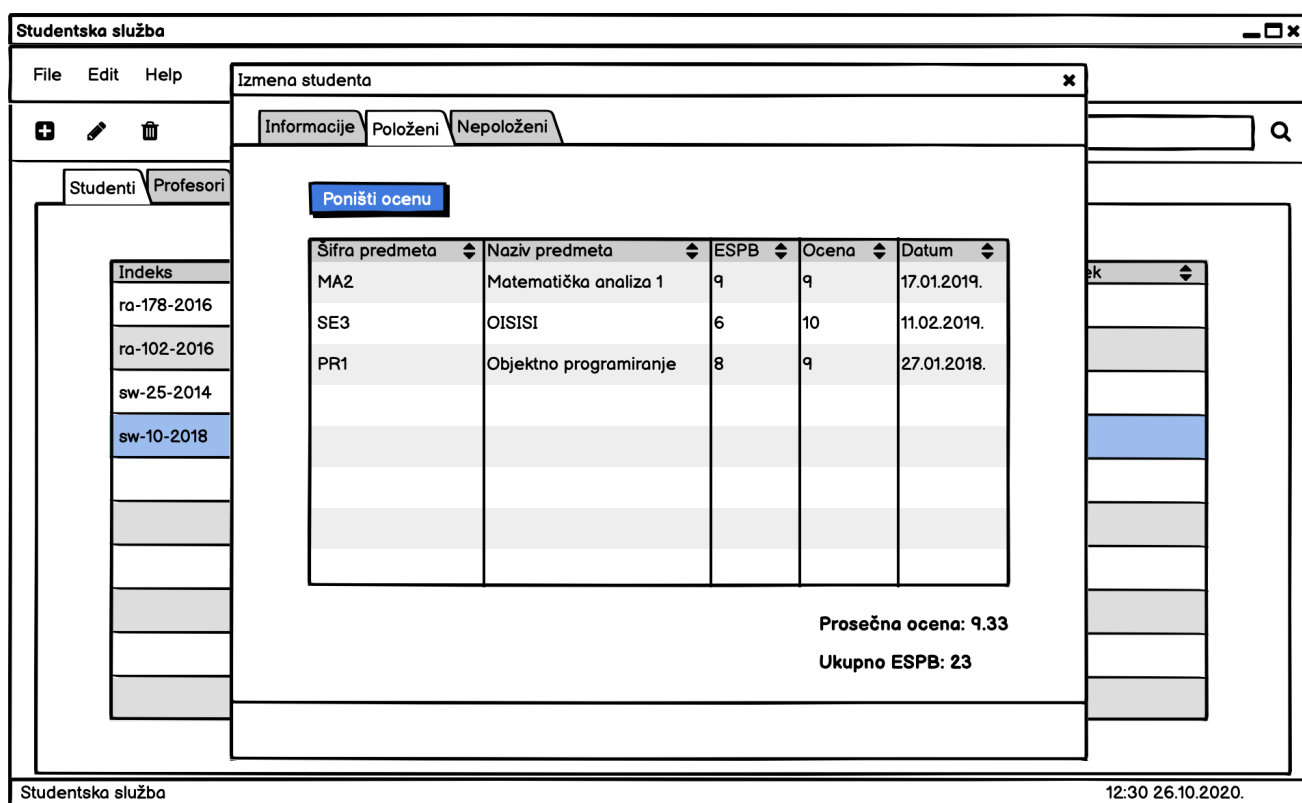 Studentska služba
File Edit Help
Izmena studenta
Informacije Položeni Nepoloženi
Studenti Profesori
Poništi ocenu
Šifra predmeta Naziv predmeta ESPB Ocena Datum
MA2 Matematička analiza 1 9 9 17.01.2019.
SE3 OISISI 6 10 11.02.2019.
PR1 Objektno programiranje 8 9 27.01.2018.
Indeks
ra-178-2016
ra-102-2016
sw-25-2014
sw-10-2018
Prosečna ocena: 9.33
Ukupno ESPB: 23
Studentska služba 12:30 26.10.2020.